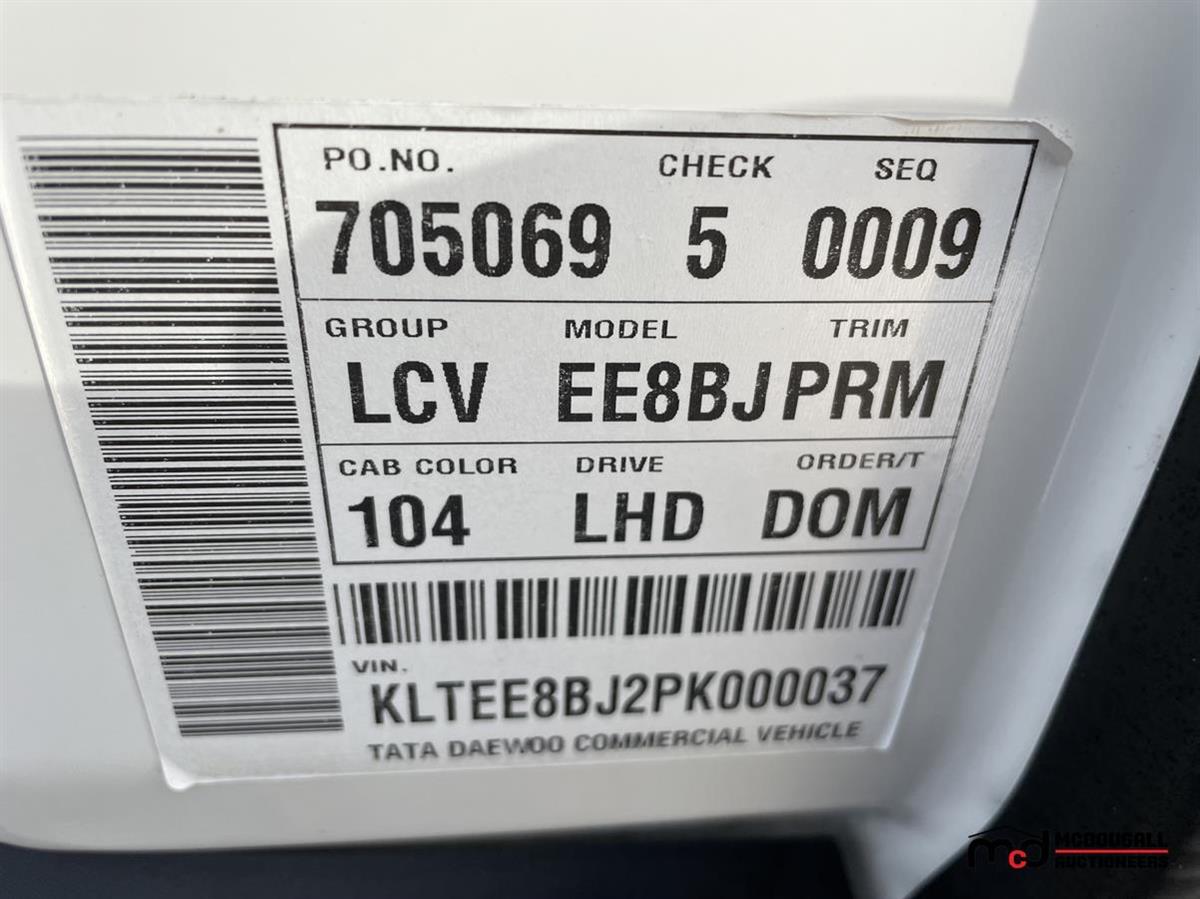 PO.NO. CHECK SEQ
705069 5 0009
GROUP MODEL TRIM
LCV EE8BJ PRM
CAB COLOR DRIVE ORDER/T
104 LHD DOM
VIN.
KLTEE8BJ2PK000037
TATA DAEWOO COMMERCIAL VEHICLE
mcd MCDOUGALL
AUCTIONEERS